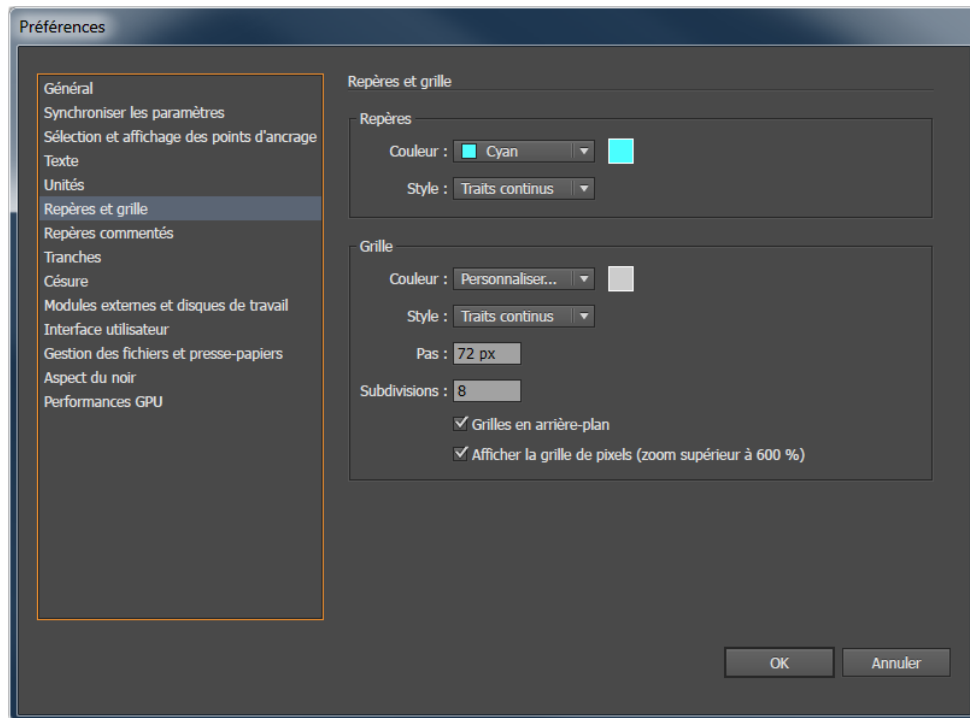 Préférences
Général
Synchroniser les paramètres
Sélection et affichage des points d'ancrage
Texte
Unités
Repères et grille
Repères commentés
Tranches
Césure
Modules externes et disques de travail
Interface utilisateur
Gestion des fichiers et presse-papiers
Aspect du noir
Performances GPU
Repères et grille
Repères
Couleur : Cyan
Style : Traits continus
Grille
Couleur : Personnaliser...
Style : Traits continus
Pas : 72 px
Subdivisions : 8
Grilles en arrière-plan
Afficher la grille de pixels (zoom supérieur à 600 %)
OK Annuler